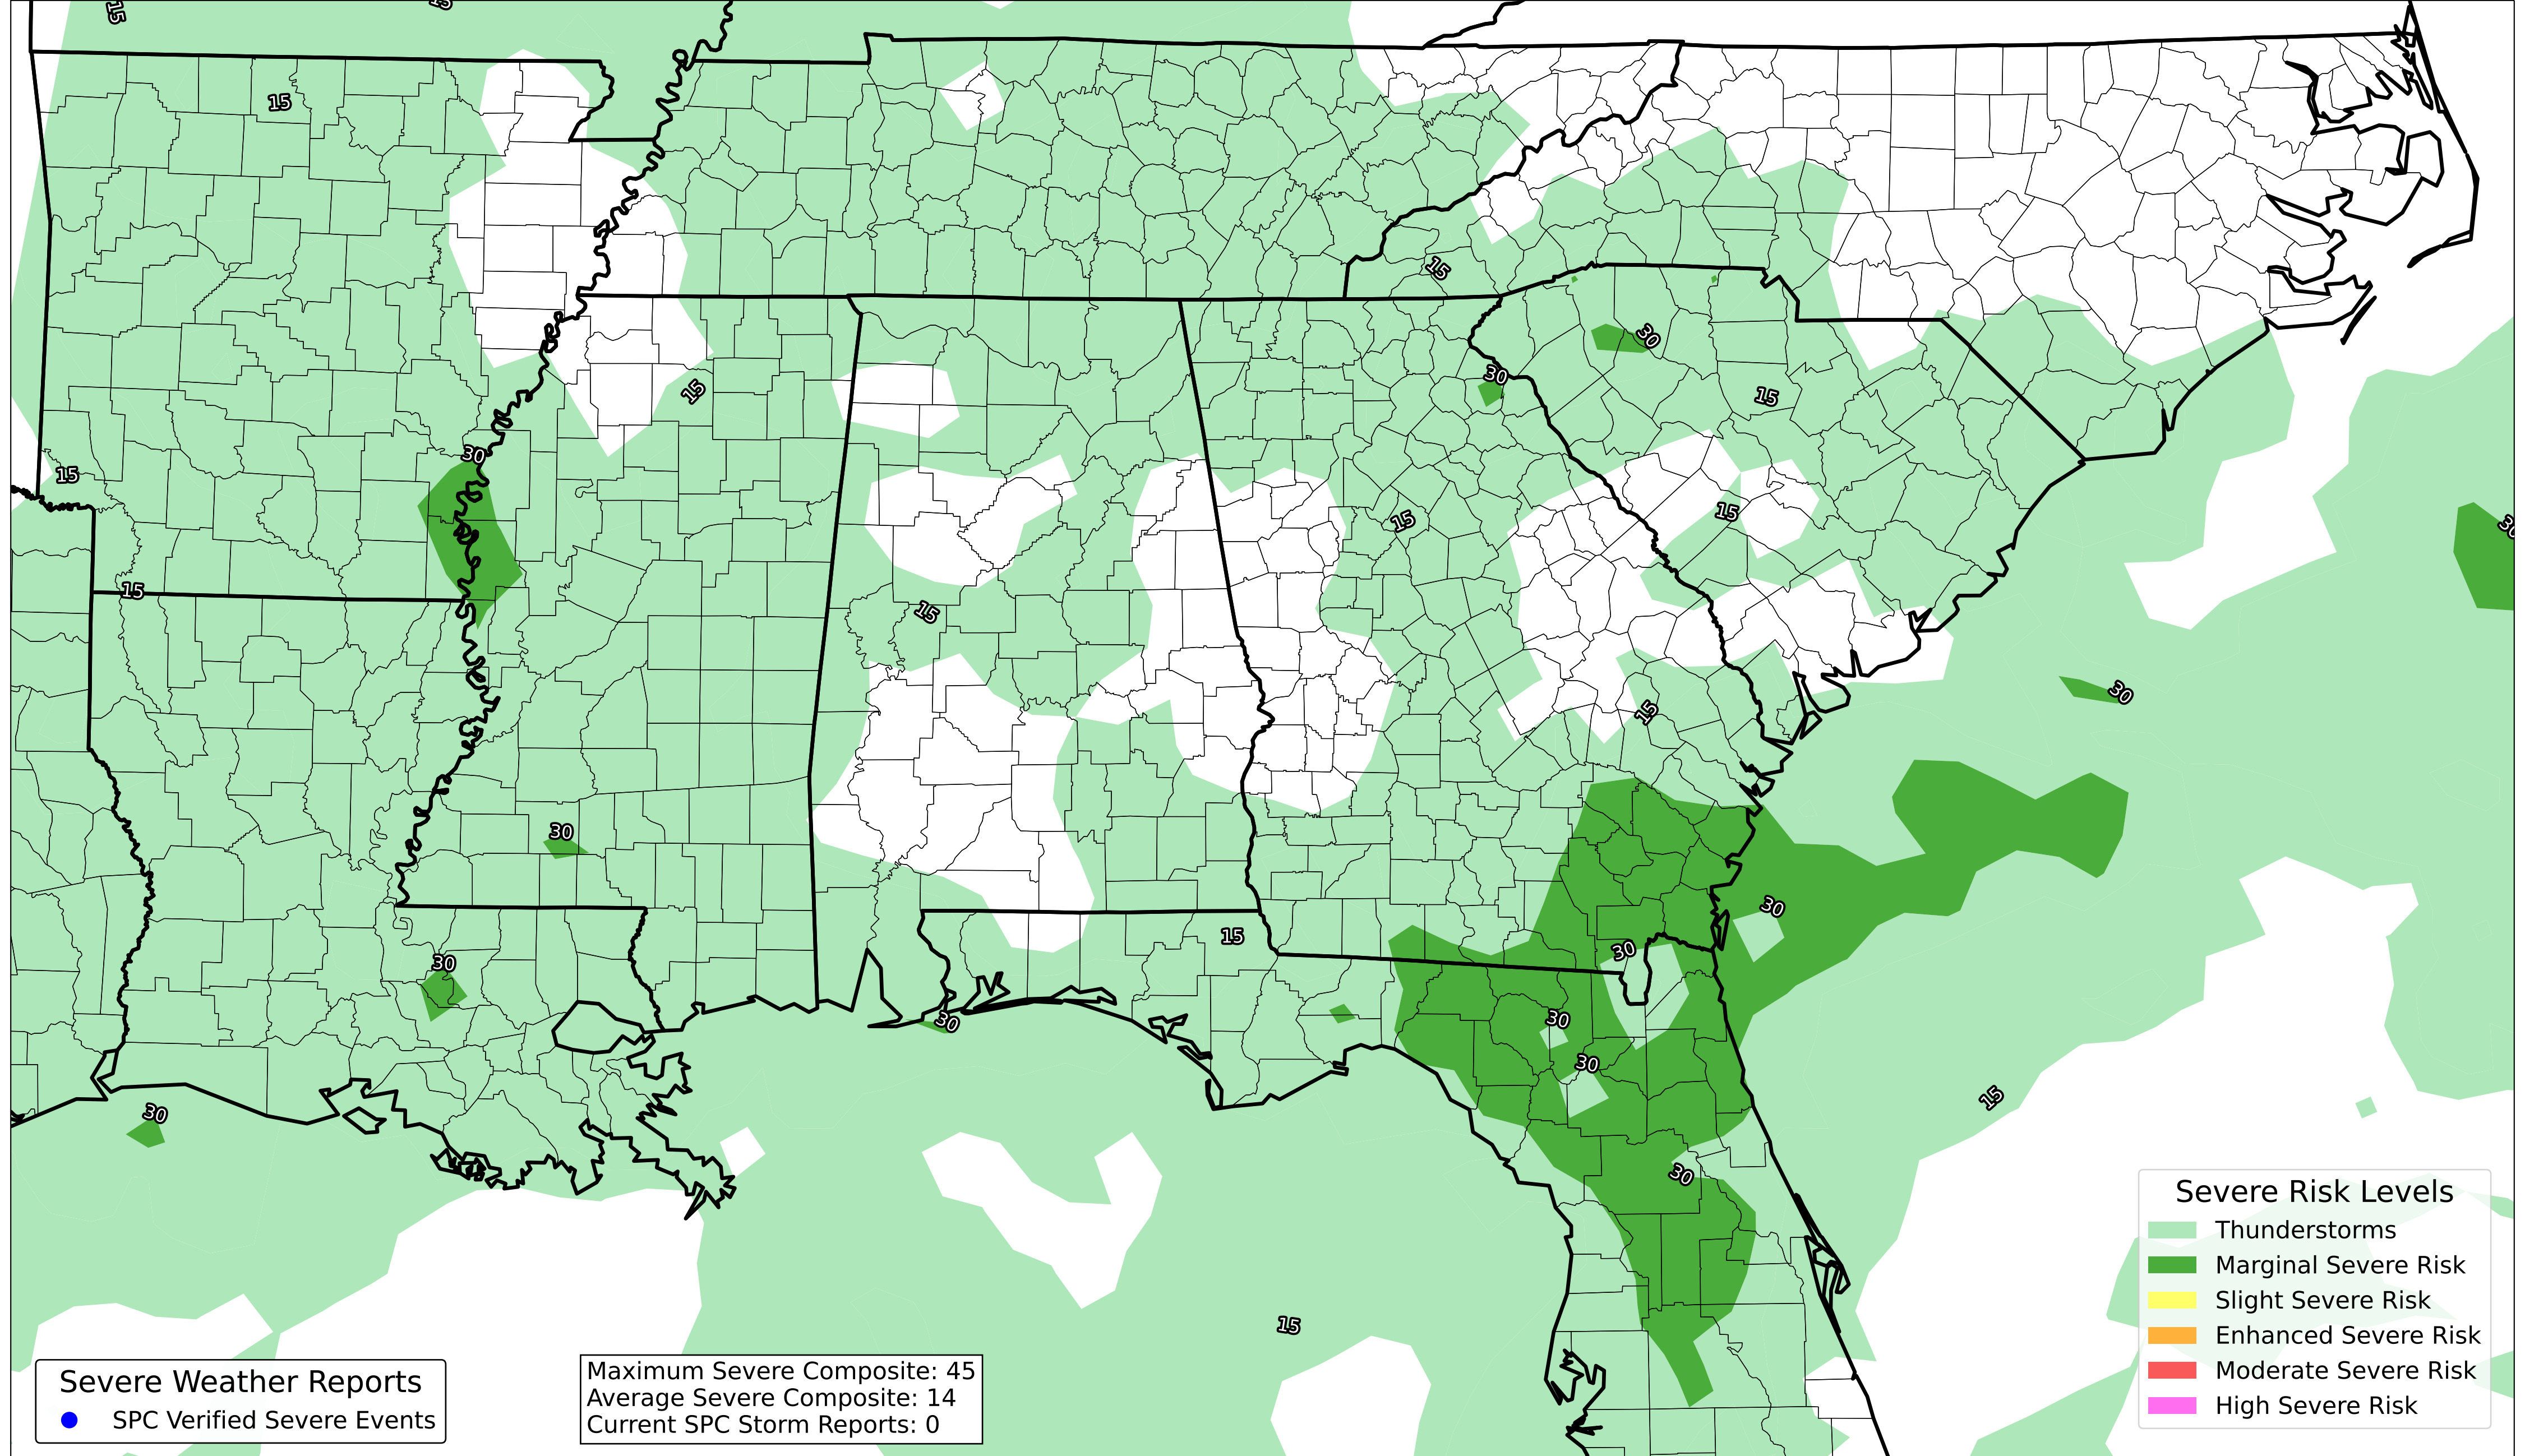 15
15
15
15
30
15
30
15
30
15
15
15
30
15
15
30
15
30
15
30
15
30
30
30
30
30
30
15
30
15
Severe Risk Levels
Thunderstorms
Marginal Severe Risk
Slight Severe Risk
Enhanced Severe Risk
Moderate Severe Risk
High Severe Risk
Severe Weather Reports
SPC Verified Severe Events
Maximum Severe Composite: 45
Average Severe Composite: 14
Current SPC Storm Reports: 0